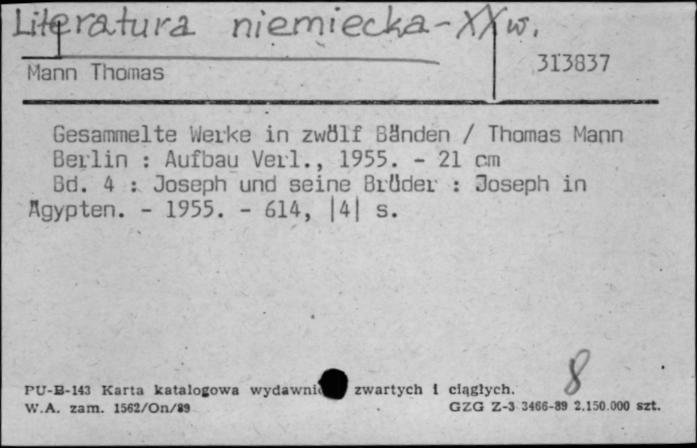 Literatura niemiecka - XX w.
Mann Thomas
313837
Gesammelte Werke in zwölf Bänden / Thomas Mann
Berlin : Aufbau Verl., 1955. - 21 cm
Bd. 4 : Joseph und seine Brüder : Joseph in
Ägypten. - 1955. - 614, |4| s.
8
PU-B-143 Karta katalogowa zwartych i ciągłych.
W.A. zam. 1562/On/89
GZG Z-3 3466-89 2.150.000 szt.